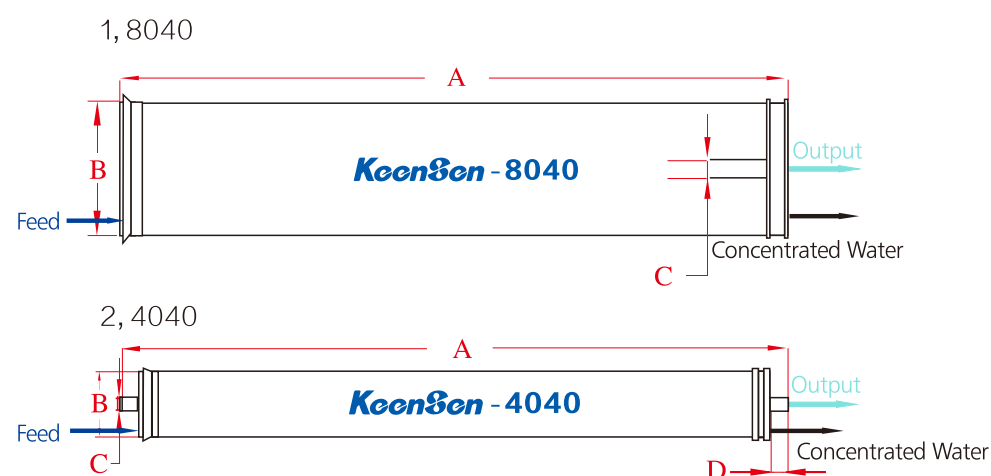 1, 8040
A
B
KeenSen - 8040
Output
Feed
Concentrated Water
C
2, 4040
A
B
KeenSen - 4040
Output
Feed
Concentrated Water
C
D